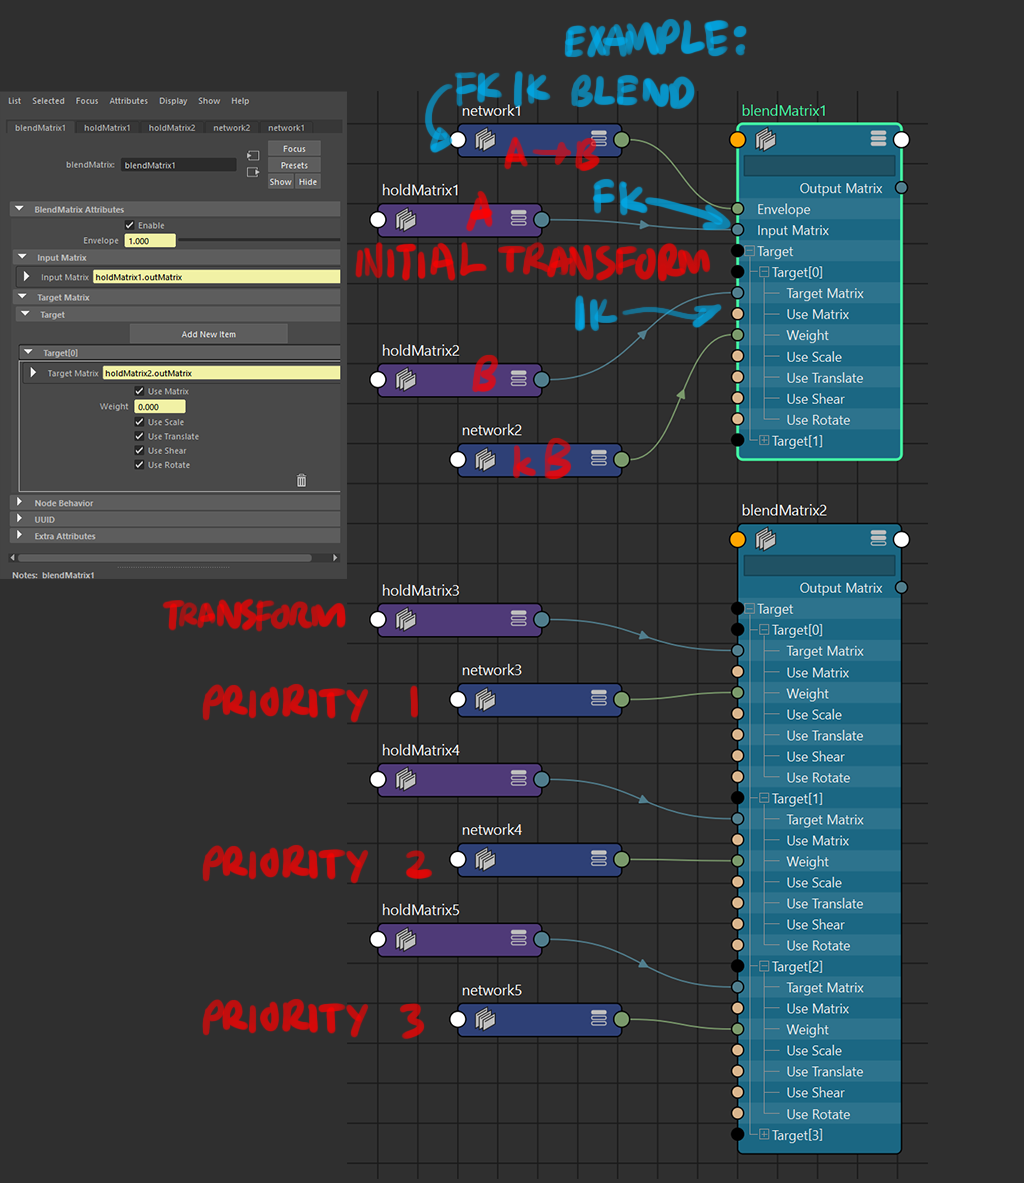 EXAMPLE:
FK IK BLEND
List Selected Focus Attributes Display Show Help
blendMatrix1 holdMatrix1 holdMatrix2 network2 network1
blendMatrix: blendMatrix1
Focus
Presets
Show Hide
BlendMatrix Attributes
Enable
Envelope 1.000
Input Matrix
Input Matrix holdMatrix1.outMatrix
Target Matrix
Target
Add New Item
Target[0]
Target Matrix holdMatrix2.outMatrix
Use Matrix
Weight 0.000
Use Scale
Use Translate
Use Shear
Use Rotate
Node Behavior
UUID
Extra Attributes
Notes: blendMatrix1
network1
A → B
holdMatrix1
A
FK
INITIAL TRANSFORM
IK
holdMatrix2
B
network2
kB
blendMatrix1
Output Matrix
Envelope
Input Matrix
Target
Target[0]
Target Matrix
Use Matrix
Weight
Use Scale
Use Translate
Use Shear
Use Rotate
Target[1]
holdMatrix3
TRANSFORM
network3
PRIORITY 1
holdMatrix4
network4
PRIORITY 2
holdMatrix5
network5
PRIORITY 3
blendMatrix2
Output Matrix
Target
Target[0]
Target Matrix
Use Matrix
Weight
Use Scale
Use Translate
Use Shear
Use Rotate
Target[1]
Target Matrix
Use Matrix
Weight
Use Scale
Use Translate
Use Shear
Use Rotate
Target[2]
Target Matrix
Use Matrix
Weight
Use Scale
Use Translate
Use Shear
Use Rotate
Target[3]